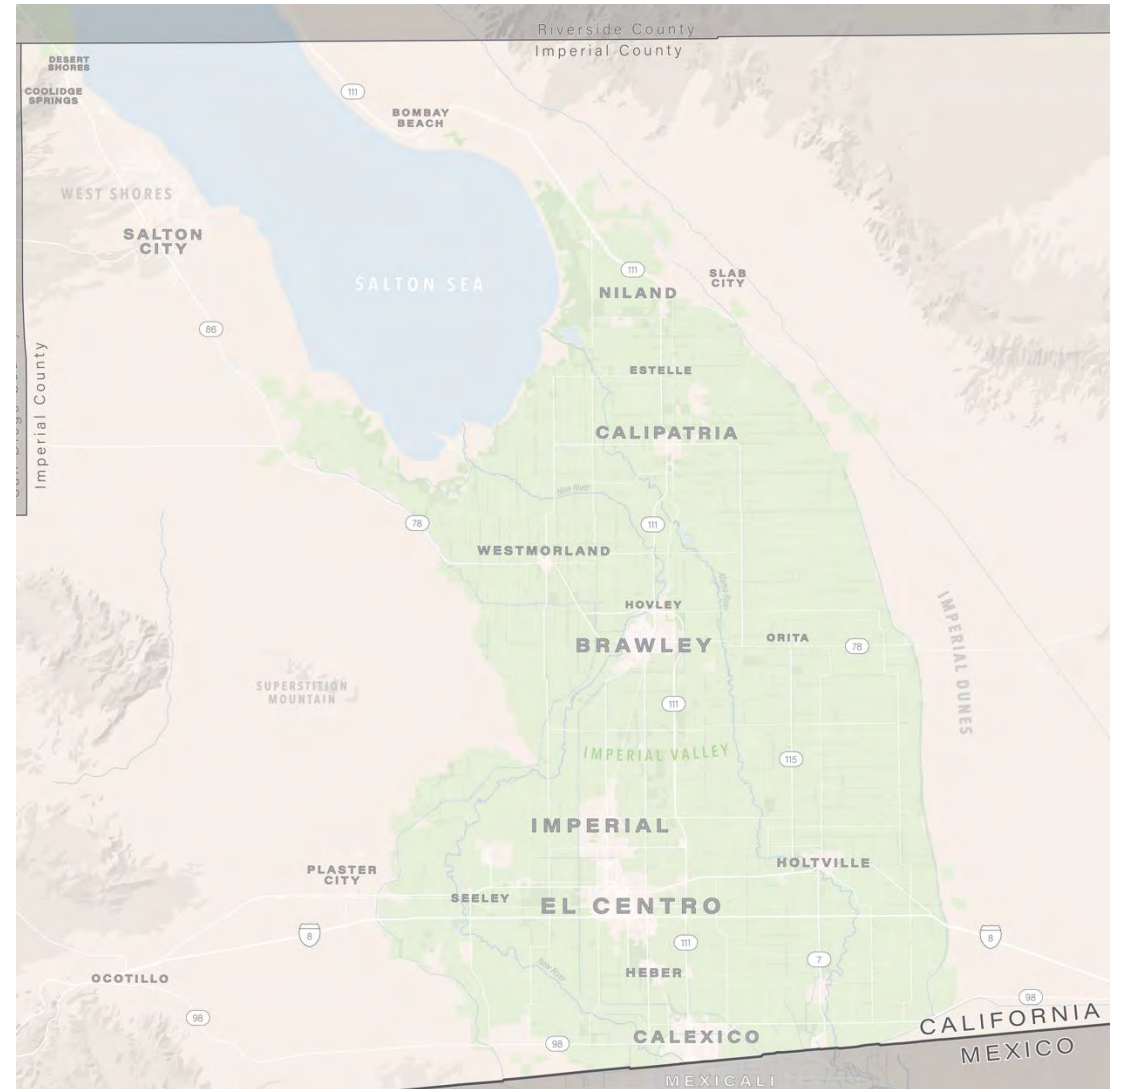 Riverside County
Imperial County
DESERT
SHORES
COOLIDGE
SPRINGS
111
BOMBAY
BEACH
WEST SHORES
SALTON
CITY
SALTON SEA
111
SLAB
CITY
NILAND
86
Imperial County
ESTELLE
CALIPATRIA
New River
78
111
WESTMORLAND
Alamo River
HOVLEY
BRAWLEY
ORITA
78
IMPERIAL DUNES
SUPERSTITION
MOUNTAIN
111
IMPERIAL VALLEY
115
IMPERIAL
HOLTVILLE
PLASTER
CITY
SEELEY
EL CENTRO
8
111
8
7
New River
HEBER
OCOTILLO
98
98
CALIFORNIA
98
CALEXICO
MEXICO
MEXICALI